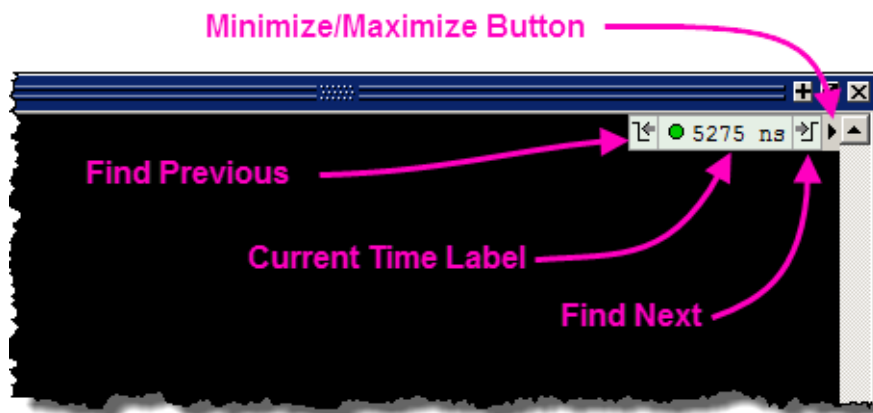 Minimize/Maximize Button
5275 ns
Find Previous
Current Time Label
Find Next